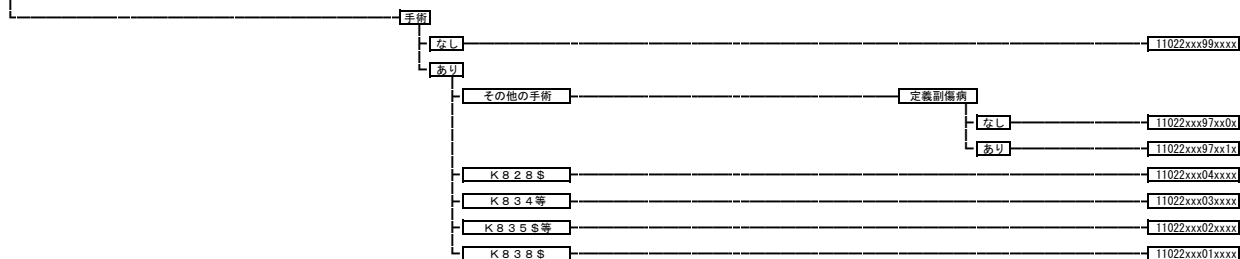 手術
なし 11022xxx99xxxx
あり
その他の手術 定義副傷病
なし 11022xxx97xx0x
あり 11022xxx97xx1x
Ｋ８２８＄ 11022xxx04xxxx
Ｋ８３４等 11022xxx03xxxx
Ｋ８３５＄等 11022xxx02xxxx
Ｋ８３８＄ 11022xxx01xxxx